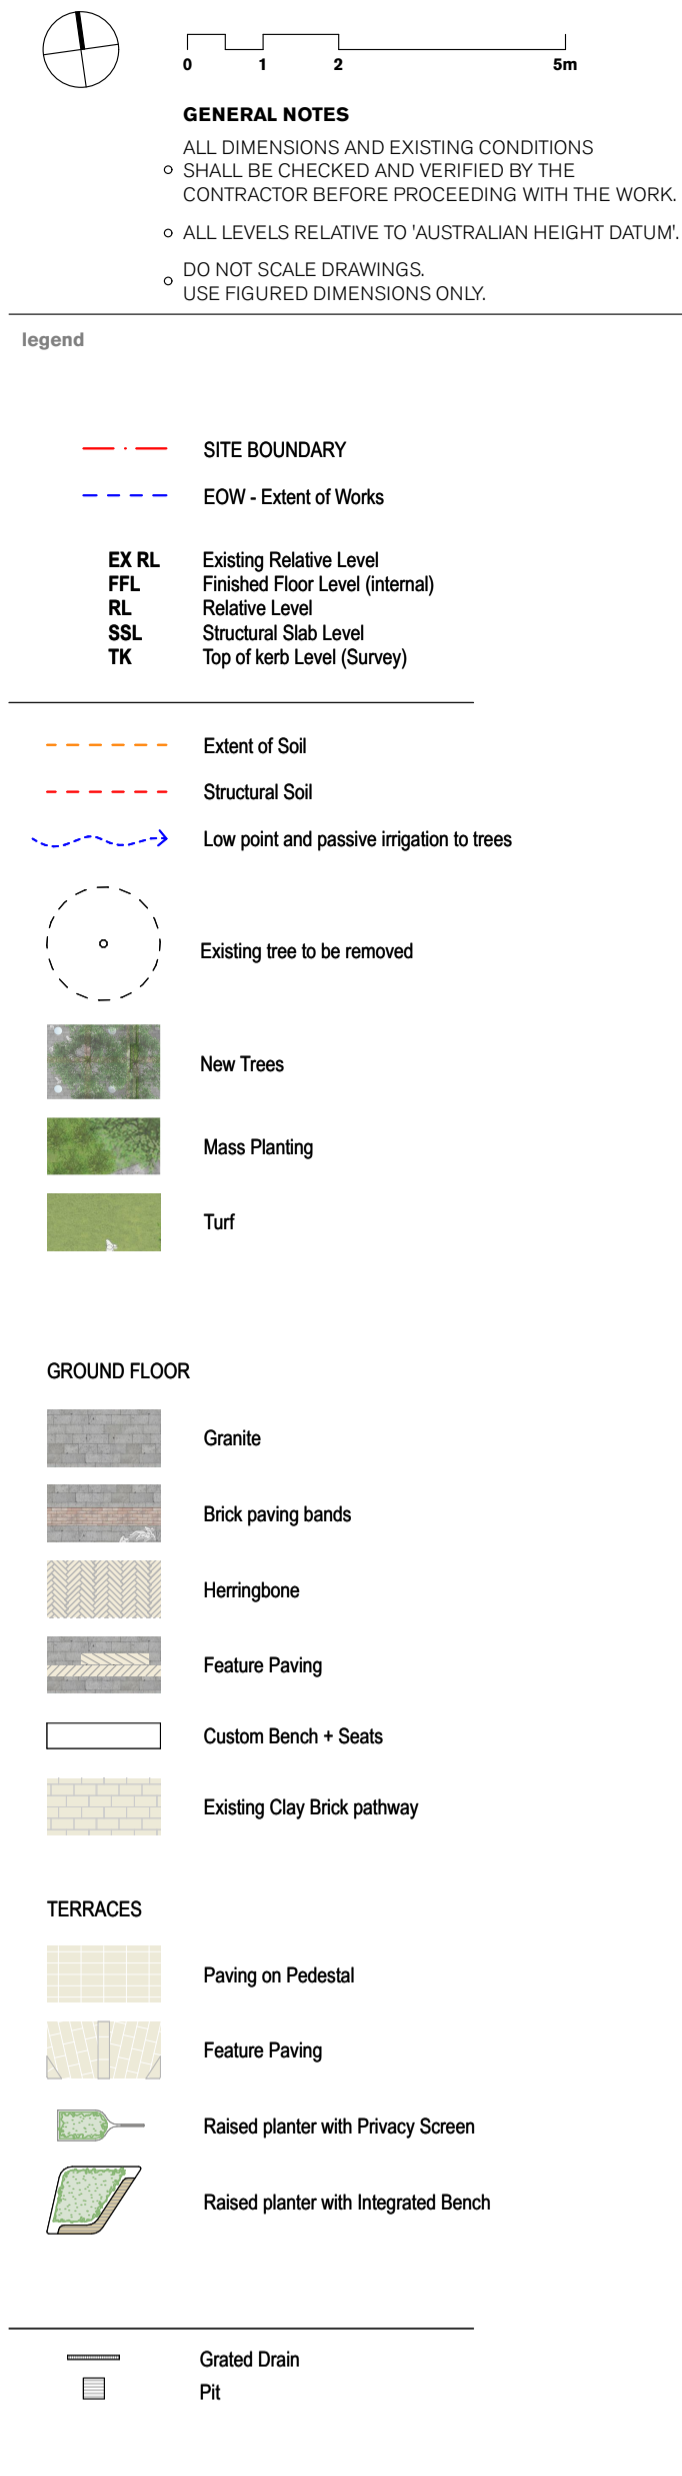 0 1 2 5m
GENERAL NOTES
ALL DIMENSIONS AND EXISTING CONDITIONS
SHALL BE CHECKED AND VERIFIED BY THE
CONTRACTOR BEFORE PROCEEDING WITH THE WORK.
ALL LEVELS RELATIVE TO 'AUSTRALIAN HEIGHT DATUM'.
DO NOT SCALE DRAWINGS.
USE FIGURED DIMENSIONS ONLY.
legend
SITE BOUNDARY
EOW - Extent of Works
EX RL Existing Relative Level
FFL Finished Floor Level (internal)
RL Relative Level
SSL Structural Slab Level
TK Top of kerb Level (Survey)
Extent of Soil
Structural Soil
Low point and passive irrigation to trees
Existing tree to be removed
New Trees
Mass Planting
Turf
GROUND FLOOR
Granite
Brick paving bands
Herringbone
Feature Paving
Custom Bench + Seats
Existing Clay Brick pathway
TERRACES
Paving on Pedestal
Feature Paving
Raised planter with Privacy Screen
Raised planter with Integrated Bench
Grated Drain
Pit